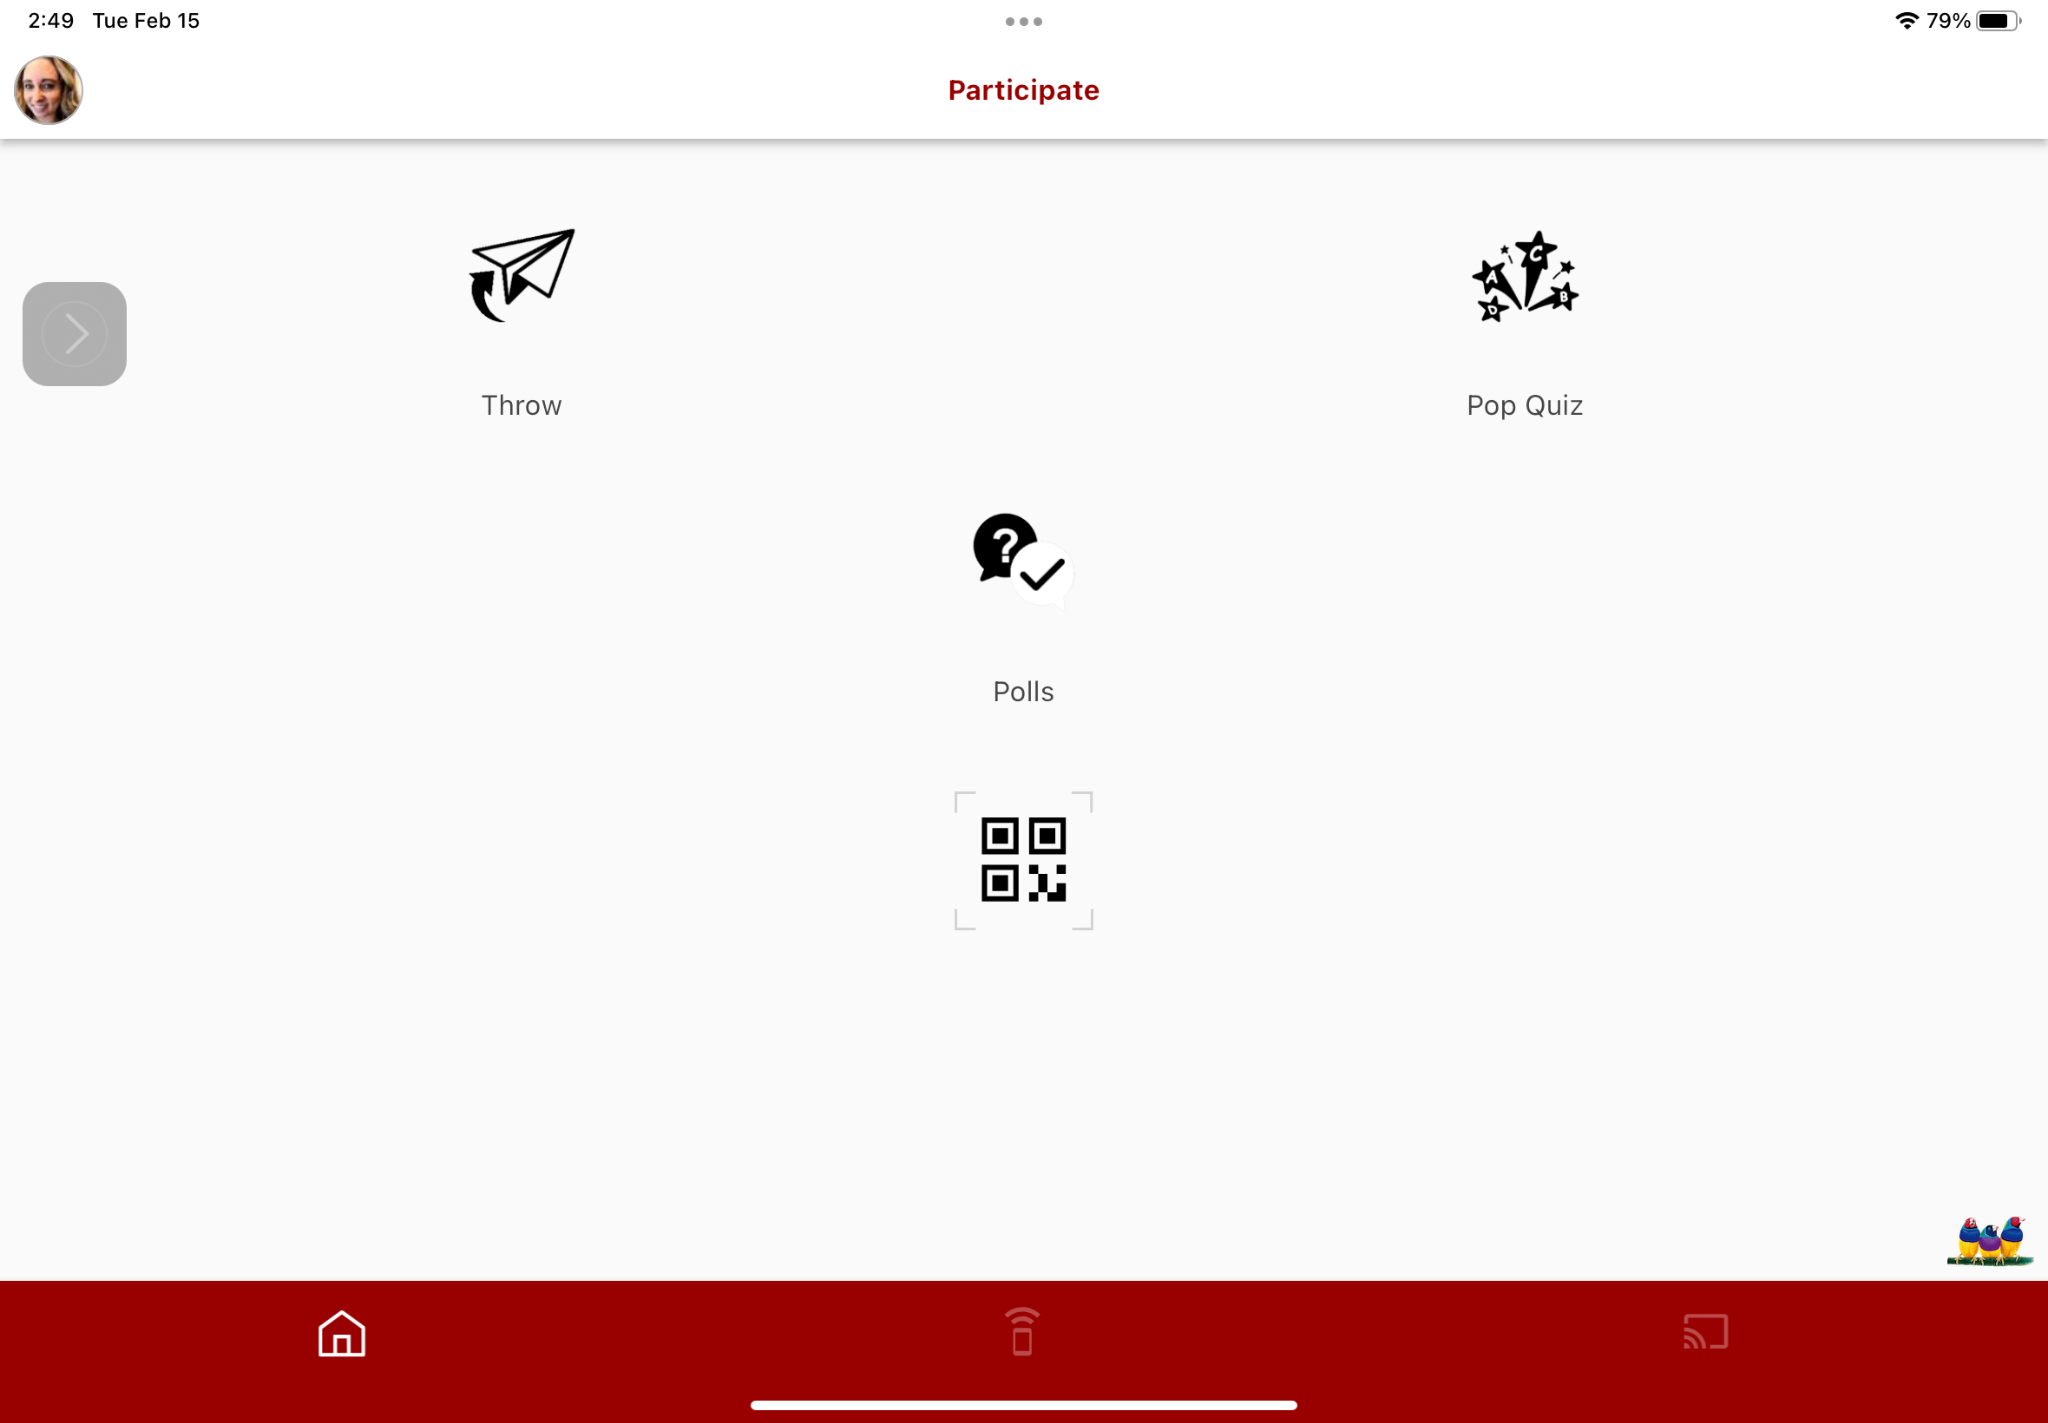 2:49 Tue Feb 15
79%
Participate
C
A
B
D
Throw
Pop Quiz
?
Polls